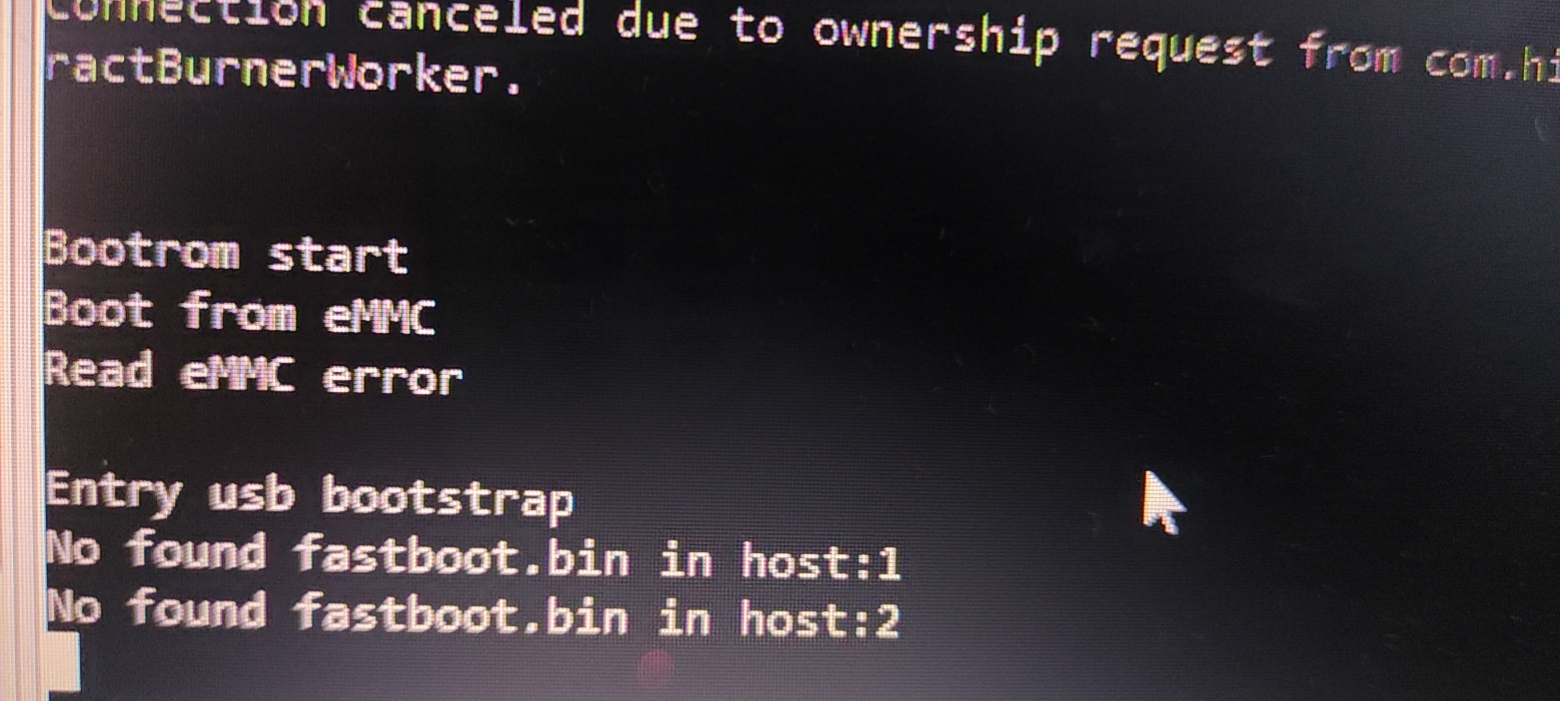 Connection canceled due to ownership request from com.hi
ractBurnerWorker.
Bootrom start
Boot from eMMC
Read eMMC error
Entry usb bootstrap
No found fastboot.bin in host:1
No found fastboot.bin in host:2